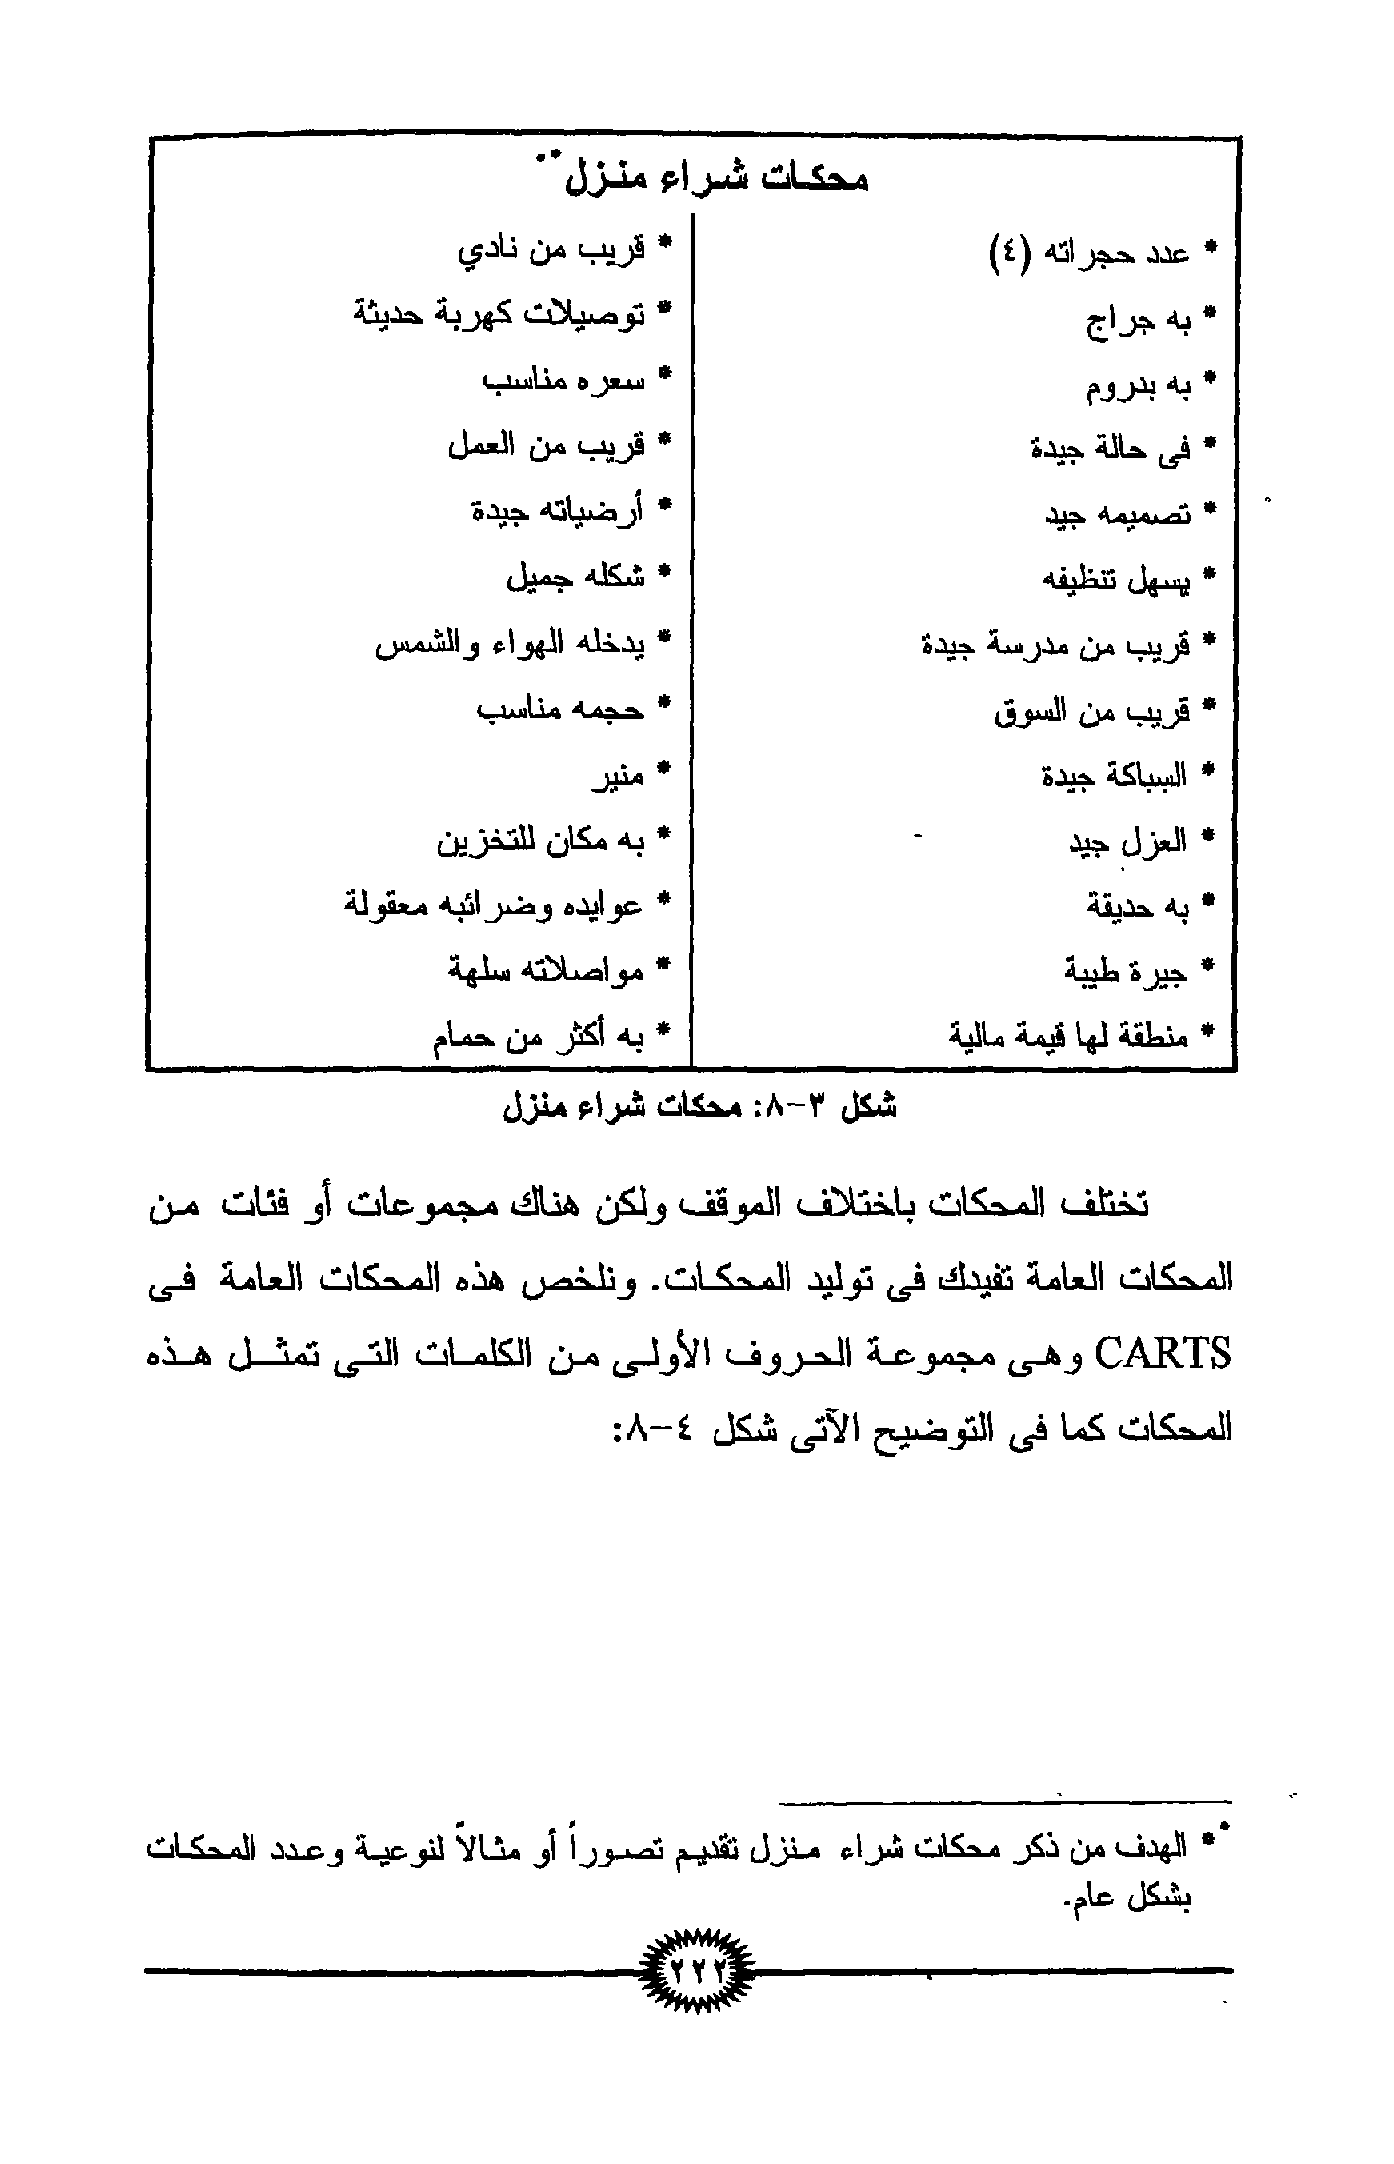 محكات شراء منزل**
* عدد حجراته (٤)
* به جراج
* به بدروم
* فى حالة جيدة
* تصميمه جيد
* يسهل تنظيفه
* قريب من مدرسة جيدة
* قريب من السوق
* السباكة جيدة
* العزل جيد
* به حديقة
* جيرة طيبة
* منطقة لها قيمة مالية
* قريب من نادي
* توصيلات كهربة حديثة
* سعره مناسب
* قريب من العمل
* أرضياته جيدة
* شكله جميل
* يدخله الهواء والشمس
* حجمه مناسب
* منير
* به مكان للتخزين
* عوايده وضرائبه معقولة
* مواصلاته سلهة
* به أكثر من حمام
شكل ٣-٨: محكات شراء منزل
تختلف المحكات باختلاف الموقف ولكن هناك مجموعات أو فئات من
المحكات العامة تفيدك فى توليد المحكات. ونلخص هذه المحكات العامة فى
CARTS وهى مجموعة الحروف الأولى من الكلمات التى تمثل هذه
المحكات كما فى التوضيح الآتى شكل ٤-٨:
** الهدف من ذكر محكات شراء منزل تقديم تصوراً أو مثالاً لنوعية وعدد المحكات
بشكل عام.
٢٢٢